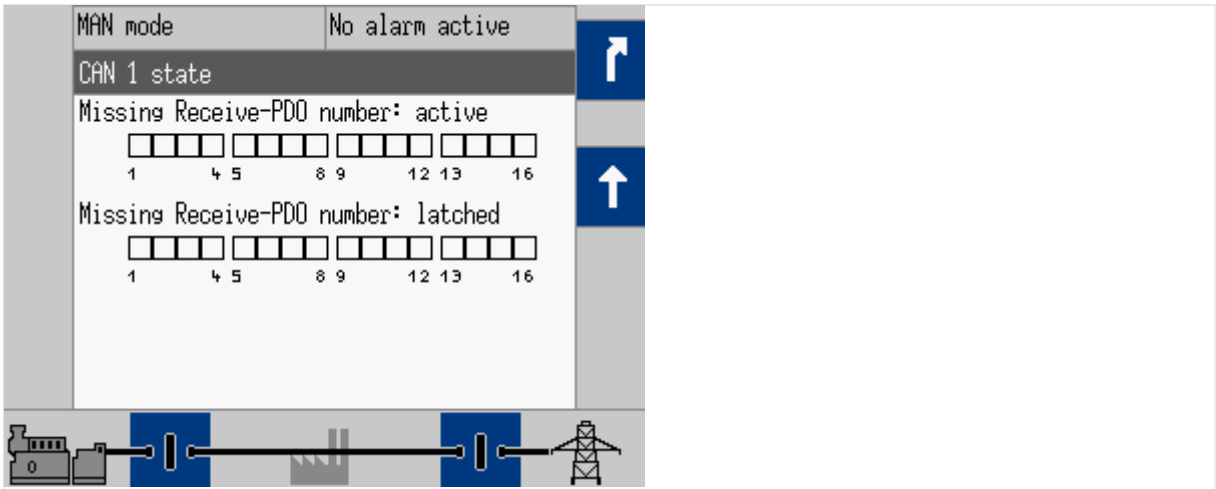 MAN mode No alarm active
CAN 1 state
Missing Receive-PDO number: active
1 4 5 8 9 12 13 16
Missing Receive-PDO number: latched
1 4 5 8 9 12 13 16
0